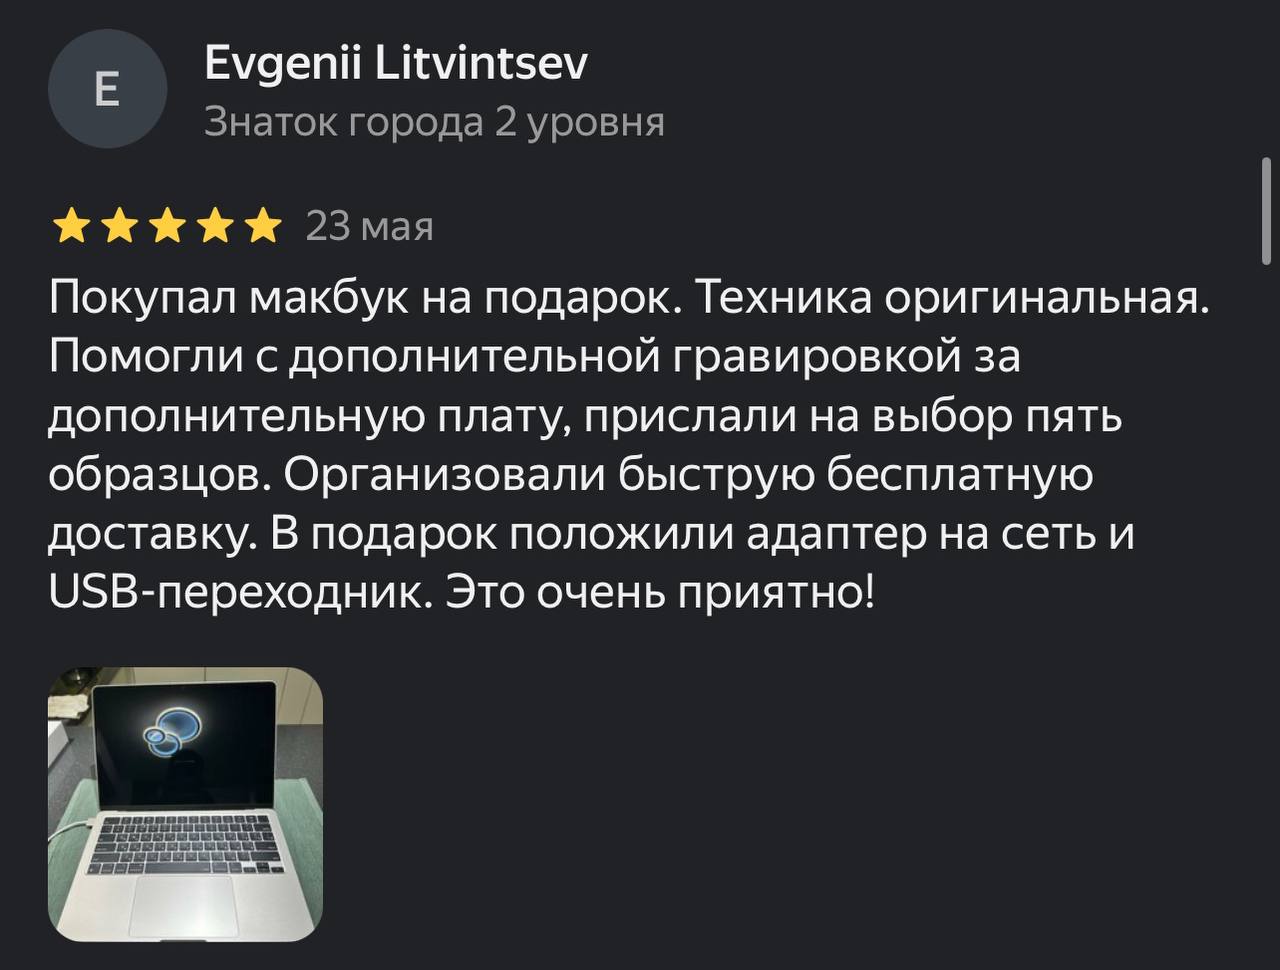 E
Evgenii Litvintsev
Знаток города 2 уровня
23 мая
Покупал макбук на подарок. Техника оригинальная.
Помогли с дополнительной гравировкой за
дополнительную плату, прислали на выбор пять
образцов. Организовали быструю бесплатную
доставку. В подарок положили адаптер на сеть и
USB-переходник. Это очень приятно!